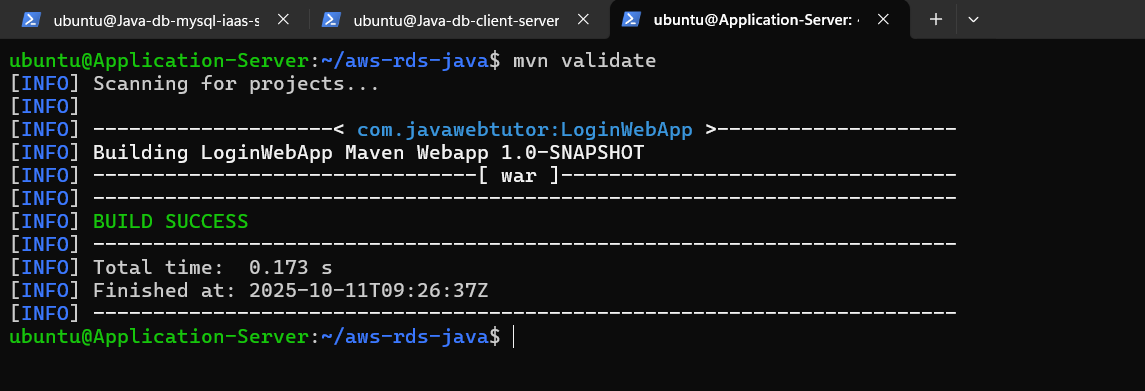 ubuntu@Java-db-mysql-iaas-s
ubuntu@Java-db-client-server
ubuntu@Application-Server: ~
ubuntu@Application-Server:~/aws-rds-java$ mvn validate
[INFO] Scanning for projects...
[INFO]
[INFO] --------------------< com.javawebtutor:LoginWebApp >--------------------
[INFO] Building LoginWebApp Maven Webapp 1.0-SNAPSHOT
[INFO] --------------------------------[ war ]---------------------------------
[INFO] ------------------------------------------------------------------------
[INFO] BUILD SUCCESS
[INFO] ------------------------------------------------------------------------
[INFO] Total time:  0.173 s
[INFO] Finished at: 2025-10-11T09:26:37Z
[INFO] ------------------------------------------------------------------------
ubuntu@Application-Server:~/aws-rds-java$